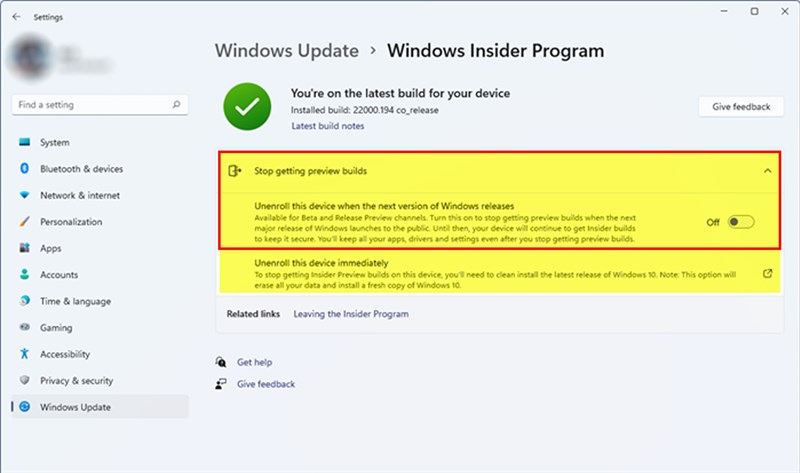 Settings
Windows Update > Windows Insider Program
You're on the latest build for your device
Installed build: 22000.194 co_release
Latest build notes
Give feedback
Find a setting
System
Bluetooth & devices
Network & internet
Personalization
Apps
Accounts
Time & language
Gaming
Accessibility
Privacy & security
Windows Update
Stop getting preview builds
Unenroll this device when the next version of Windows releases
Available for Beta and Release Preview channels. Turn this on to stop getting preview builds when the next
major release of Windows launches to the public. Until then, your device will continue to get Insider builds
to keep it secure. You'll keep all your apps, drivers and settings even after you stop getting preview builds.
Off
Unenroll this device immediately
To stop getting Insider Preview builds on this device, you'll need to clean install the latest release of Windows 10. Note: This option will
erase all your data and install a fresh copy of Windows 10.
Related links Leaving the Insider Program
Get help
Give feedback